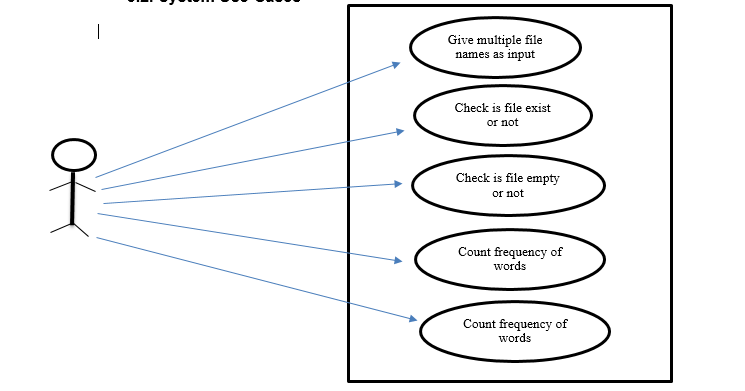 Give multiple file
names as input
Check is file exist
or not
Check is file empty
or not
Count frequency of
words
Count frequency of
words